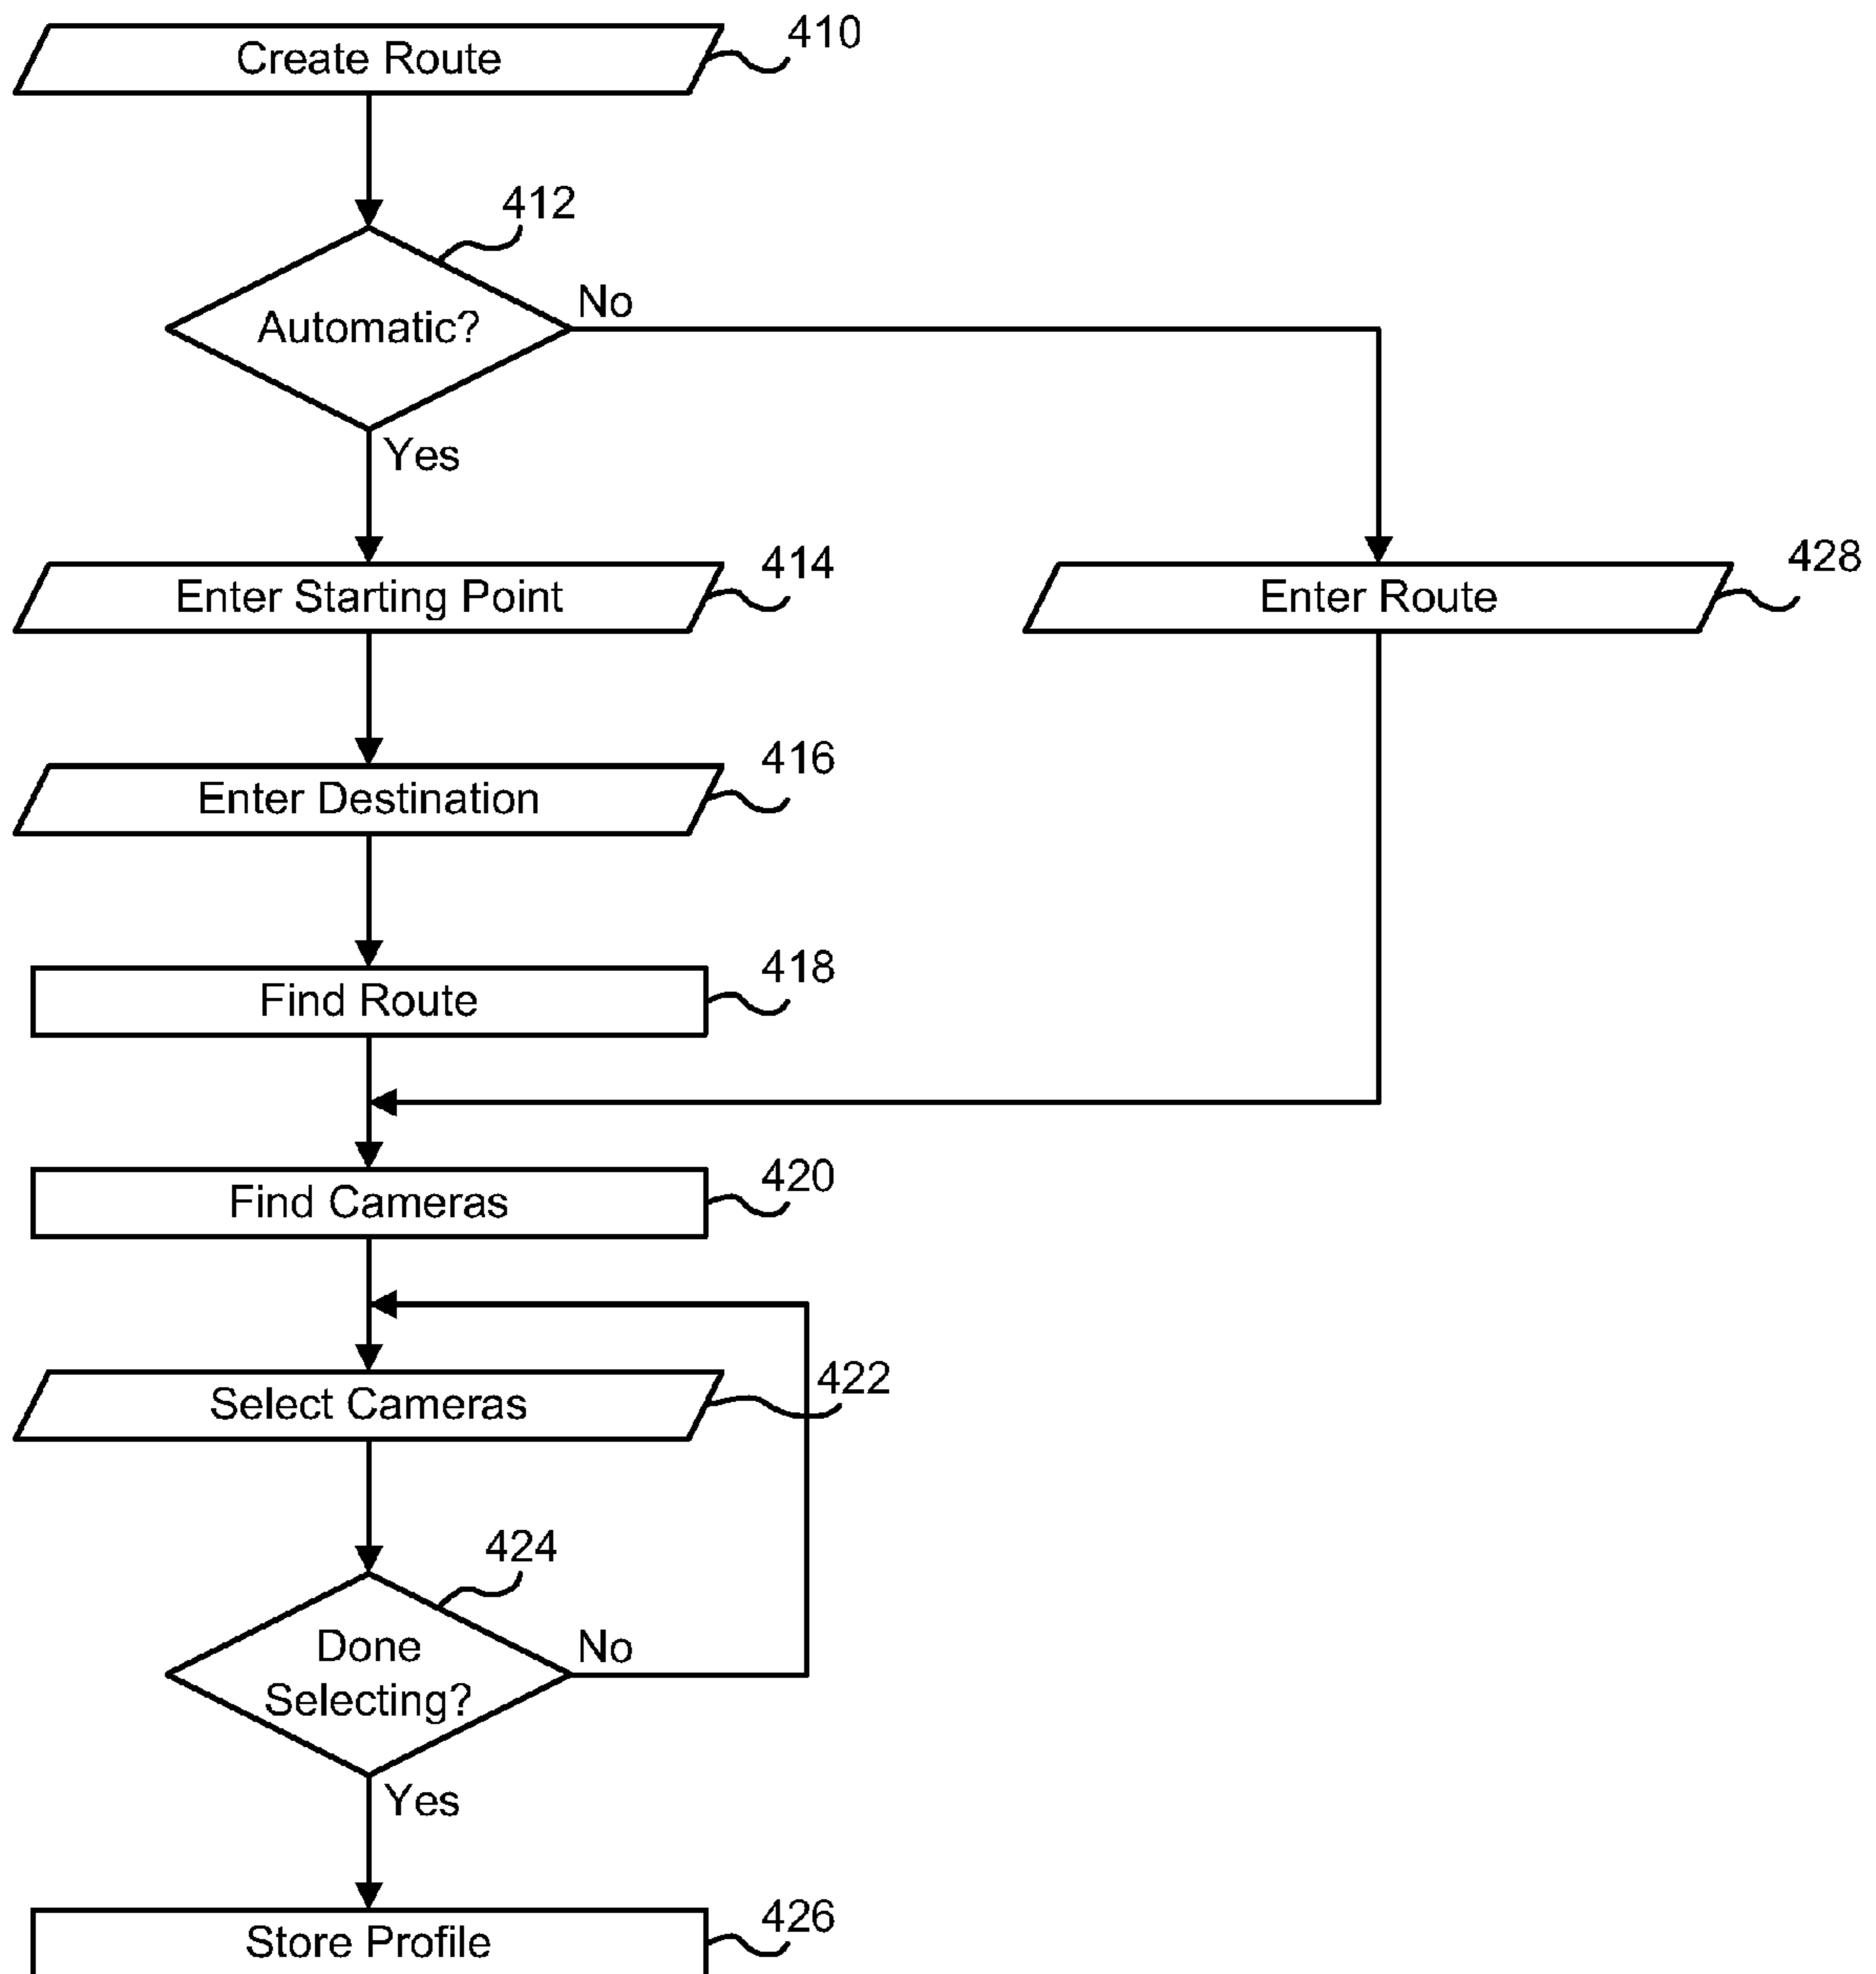 Create Route
410
412
Automatic?
No
Yes
Enter Starting Point
414
Enter Route
428
Enter Destination
416
Find Route
418
Find Cameras
420
Select Cameras
422
424
Done
Selecting?
No
Yes
Store Profile
426